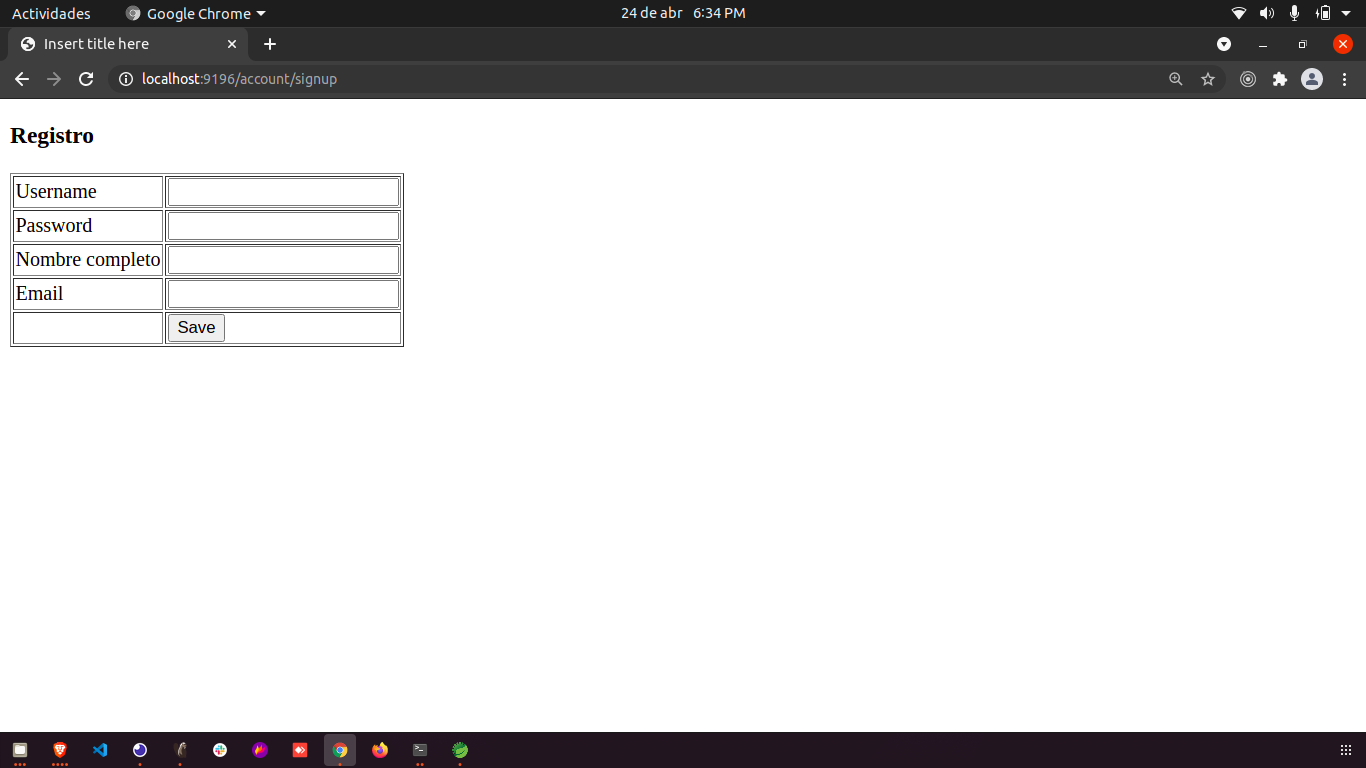 Actividades Google Chrome 24 de abr 6:34 PM
Insert title here
localhost:9196/account/signup
Registro
Username
Password
Nombre completo
Email
Save